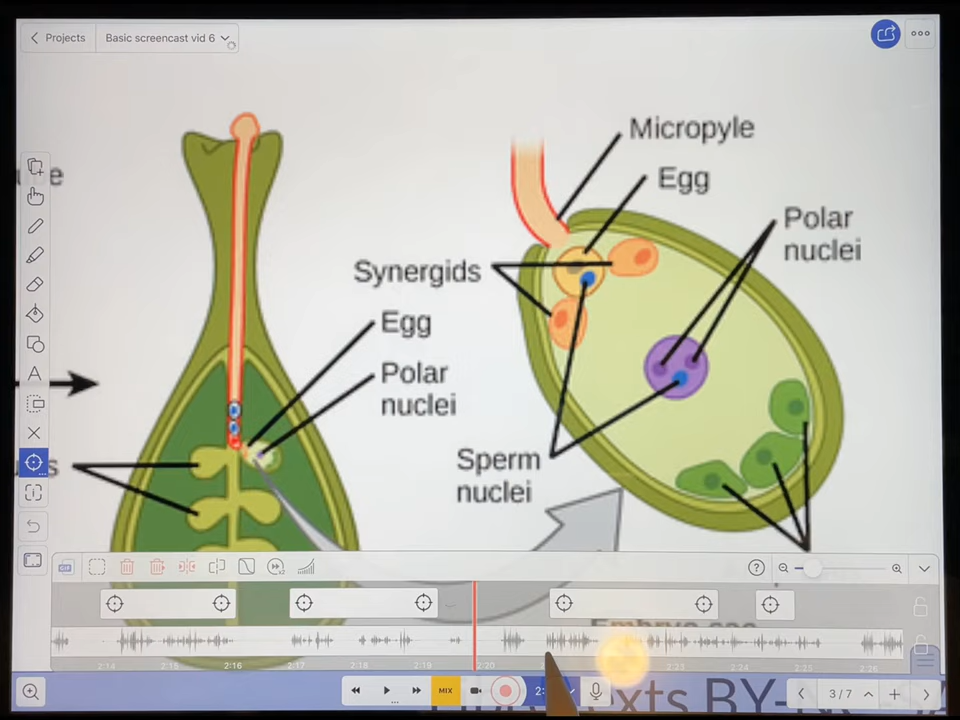 Projects
Basic screencast vid 6
Micropyle
Egg
Polar
nuclei
Synergids
Egg
Polar
nuclei
Sperm
nuclei
A
2:14
2:15
2:16
2:17
2:18
2:19
2:20
2:23
2:24
2:25
2:26
MIX
2:
3/7